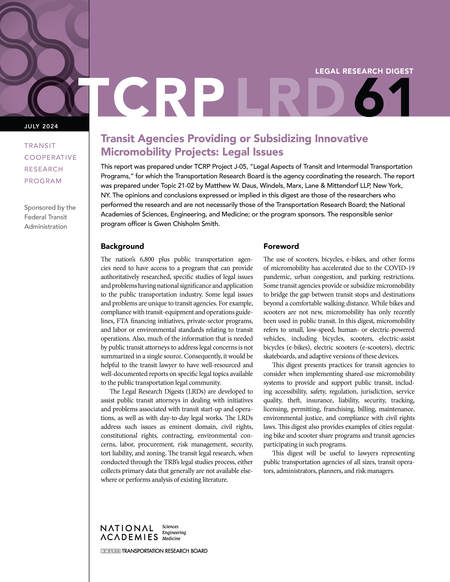 LEGAL RESEARCH DIGEST
TCRP LRD 61
JULY 2024
TRANSIT
COOPERATIVE
RESEARCH
PROGRAM
Sponsored by the
Federal Transit
Administration
Transit Agencies Providing or Subsidizing Innovative
Micromobility Projects: Legal Issues
This report was prepared under TCRP Project J-05, “Legal Aspects of Transit and Intermodal Transportation
Programs,” for which the Transportation Research Board is the agency coordinating the research. The report
was prepared under Topic 21-02 by Matthew W. Daus, Windels, Marx, Lane & Mittendorf LLP, New York,
NY. The opinions and conclusions expressed or implied in this digest are those of the researchers who
performed the research and are not necessarily those of the Transportation Research Board; the National
Academies of Sciences, Engineering, and Medicine; or the program sponsors. The responsible senior
program officer is Gwen Chisholm Smith.
Background
The nation’s 6,800 plus public transportation agen-
cies need to have access to a program that can provide
authoritatively researched, specific studies of legal issues
and problems having national significance and application
to the public transportation industry. Some legal issues
and problems are unique to transit agencies. For example,
compliance with transit-equipment and operations guide-
lines, FTA financing initiatives, private-sector programs,
and labor or environmental standards relating to transit
operations. Also, much of the information that is needed
by public transport attorneys to address legal concerns is not
summarized in a single source. Consequently, it would be
helpful to the transit lawyer to have well-resourced and
well-documented reports on specific legal topics available
to the public transportation legal community.
The Legal Research Digests (LRDs) are developed to
assist public transit attorneys in dealing with initiatives
and problems associated with transit start-up and opera-
tions, as well as with day-to-day legal works. The LRDs
address such issues as eminent domain, civil rights,
constitutional rights, contracting, environmental con-
cerns, labor, procurement, risk management, security,
tort liability, and zoning. The transit legal research, when
conducted through the TRB’s legal studies process, either
collects primary data that generally are not available else-
where or performs analysis of existing literature.
Foreword
The use of scooters, bicycles, e-bikes, and other forms
of micromobility has accelerated due to the COVID-19
pandemic, urban congestion, and parking restrictions.
Some transit agencies provide or subsidize micromobility
to bridge the gap between transit stops and destinations
beyond a comfortable walking distance. While bikes and
scooters are not new, micromobility has only recently
been used in public transit. In this digest, micromobility
refers to small, low-speed, human- or electric-powered
vehicles, including bicycles, scooters, electric-assist
bicycles (e-bikes), electric scooters (e-scooters), electric
skateboards, and adaptive versions of these devices.
This digest presents practices for transit agencies to
consider when implementing shared-use micromobility
systems to provide and support public transit, includ-
ing accessibility, safety, regulation, jurisdiction, service
quality, theft, insurance, liability, security, tracking,
licensing, permitting, franchising, billing, maintenance,
environmental justice, and compliance with civil rights
laws. This digest also provides examples of cities regulat-
ing bike and scooter share programs and transit agencies
participating in such programs.
This digest will be useful to lawyers representing
public transportation agencies of all sizes, transit opera-
tors, administrators, planners, and risk managers.
NATIONAL
ACADEMIES
Sciences
Engineering
Medicine
TRANSPORTATION RESEARCH BOARD